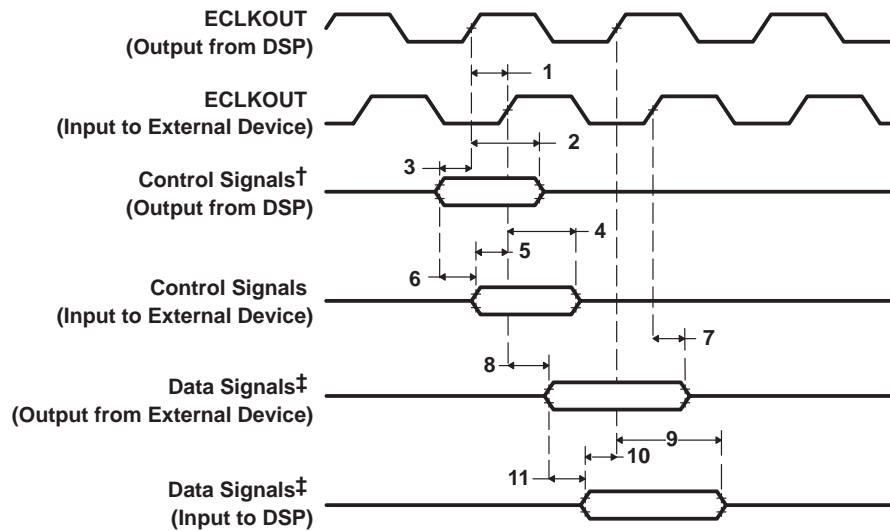 ECLKOUT
(Output from DSP)
1
ECLKOUT
(Input to External Device)
2
3
Control Signals†
(Output from DSP)
4
5
6
Control Signals
(Input to External Device)
7
8
Data Signals‡
(Output from External Device)
9
10
11
Data Signals‡
(Input to DSP)